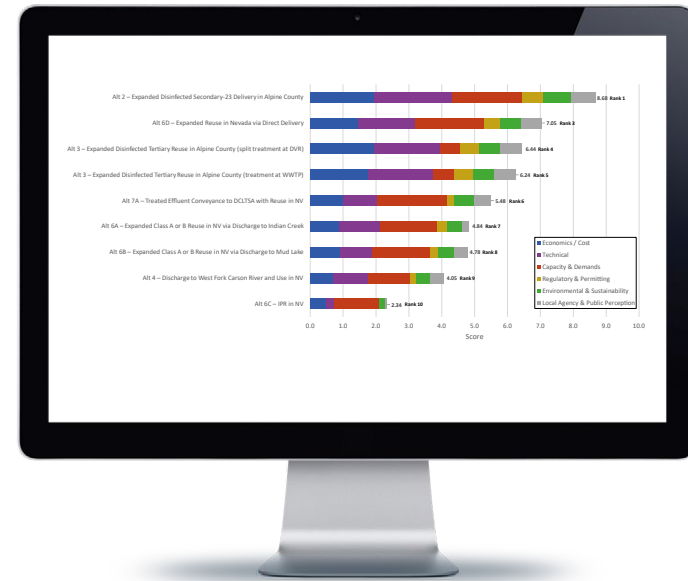 Alt 2 – Expanded Disinfected Secondary-23 Delivery in Alpine County
8.68 Rank 1
Alt 6D – Expanded Reuse in Nevada via Direct Delivery
7.05 Rank 3
Alt 3 – Expanded Disinfected Tertiary Reuse in Alpine County (split treatment at DVR)
6.44 Rank 4
Alt 3 – Expanded Disinfected Tertiary Reuse in Alpine County (treatment at WWTP)
6.24 Rank 5
Alt 7A – Treated Effluent Conveyance to DCLTSA with Reuse in NV
5.48 Rank 6
Alt 6A – Expanded Class A or B Reuse in NV via Discharge to Indian Creek
4.84 Rank 7
Alt 6B – Expanded Class A or B Reuse in NV via Discharge to Mud Lake
4.78 Rank 8
Alt 4 – Discharge to West Fork Carson River and Use in NV
4.05 Rank 9
Alt 6C – IPR in NV
2.34 Rank 10
Economics / Cost
Technical
Capacity & Demands
Regulatory & Permitting
Environmental & Sustainability
Local Agency & Public Perception
0.0 1.0 2.0 3.0 4.0 5.0 6.0 7.0 8.0 9.0 10.0
Score